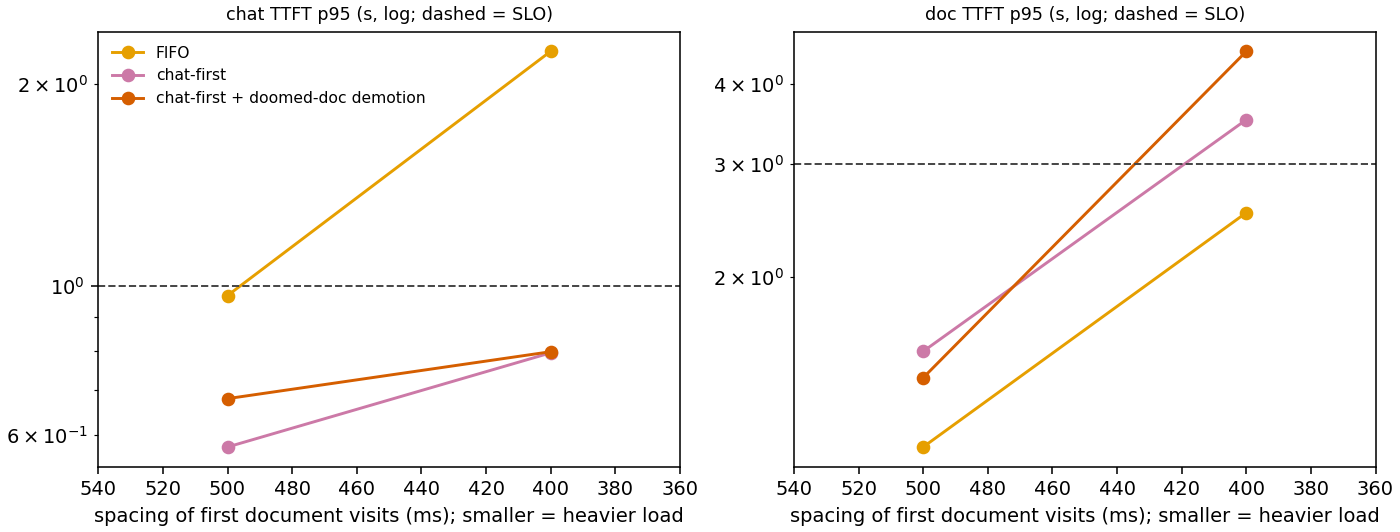 chat TTFT p95 (s, log; dashed = SLO)
2 × 10⁰
10⁰
6 × 10⁻¹
FIFO
chat-first
chat-first + doomed-doc demotion
540 520 500 480 460 440 420 400 380 360
spacing of first document visits (ms); smaller = heavier load
doc TTFT p95 (s, log; dashed = SLO)
4 × 10⁰
3 × 10⁰
2 × 10⁰
540 520 500 480 460 440 420 400 380 360
spacing of first document visits (ms); smaller = heavier load